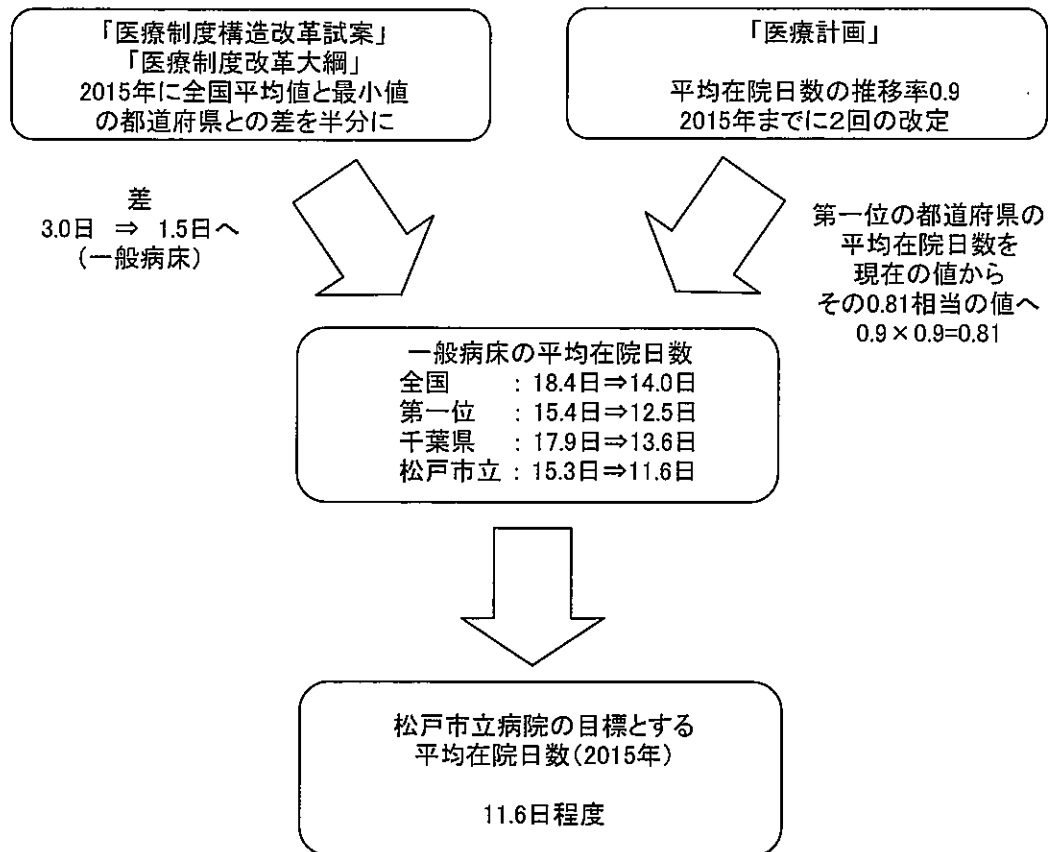 「医療制度構造改革試案」
「医療制度改革大綱」
2015年に全国平均値と最小値
の都道府県との差を半分に
「医療計画」
平均在院日数の推移率0.9
2015年までに2回の改定
差
3.0日 ⇒ 1.5日へ
(一般病床)
第一位の都道府県の
平均在院日数を
現在の値から
その0.81相当の値へ
0.9×0.9=0.81
一般病床の平均在院日数
全国 : 18.4日⇒14.0日
第一位 : 15.4日⇒12.5日
千葉県 : 17.9日⇒13.6日
松戸市立 : 15.3日⇒11.6日
松戸市立病院の目標とする
平均在院日数(2015年)
11.6日程度